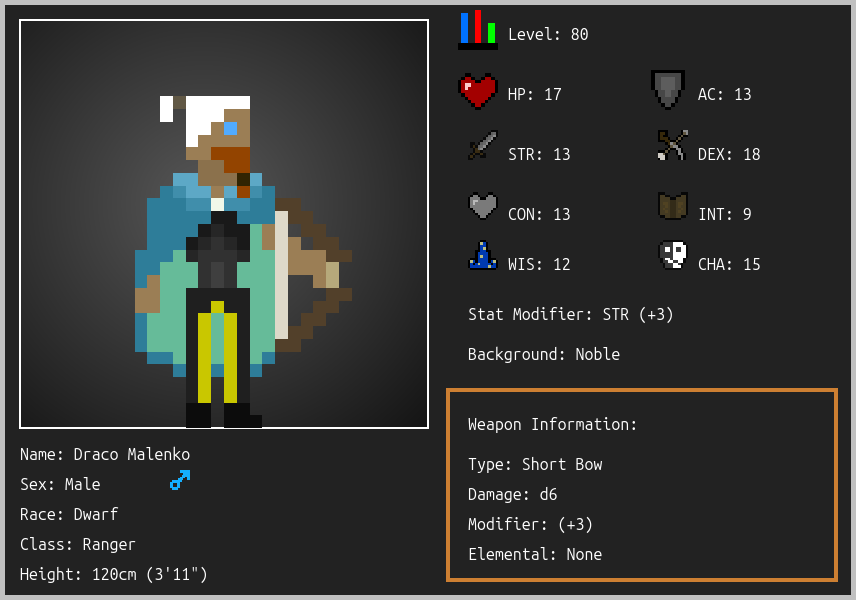 Level: 80
HP: 17
AC: 13
STR: 13
DEX: 18
CON: 13
INT: 9
WIS: 12
CHA: 15
Stat Modifier: STR (+3)
Background: Noble
Weapon Information:
Type: Short Bow
Damage: d6
Modifier: (+3)
Elemental: None
Name: Draco Malenko
Sex: Male
Race: Dwarf
Class: Ranger
Height: 120cm (3'11")